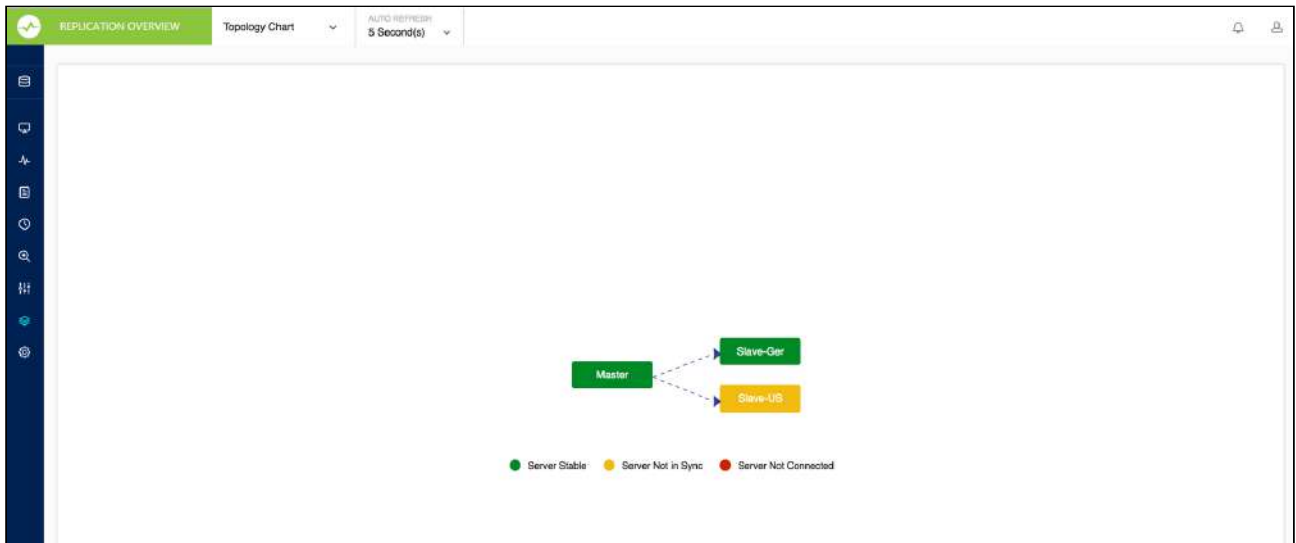 REPLICATION OVERVIEW
Topology Chart
AUTO REFRESH
5 Second(s)
Slave-Ger
Master
Slave-US
Server Stable
Server Not in Sync
Server Not Connected